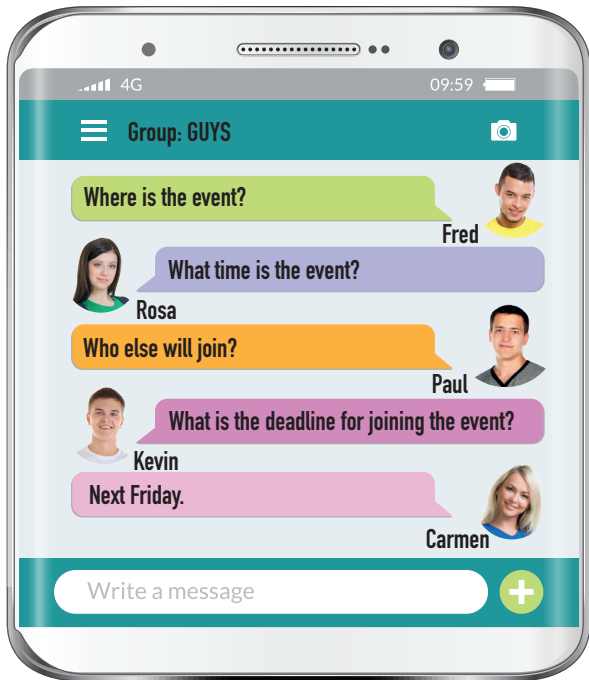 4G
09:59
Group: GUYS
Where is the event?
Fred
What time is the event?
Rosa
Who else will join?
Paul
What is the deadline for joining the event?
Kevin
Next Friday.
Carmen
Write a message